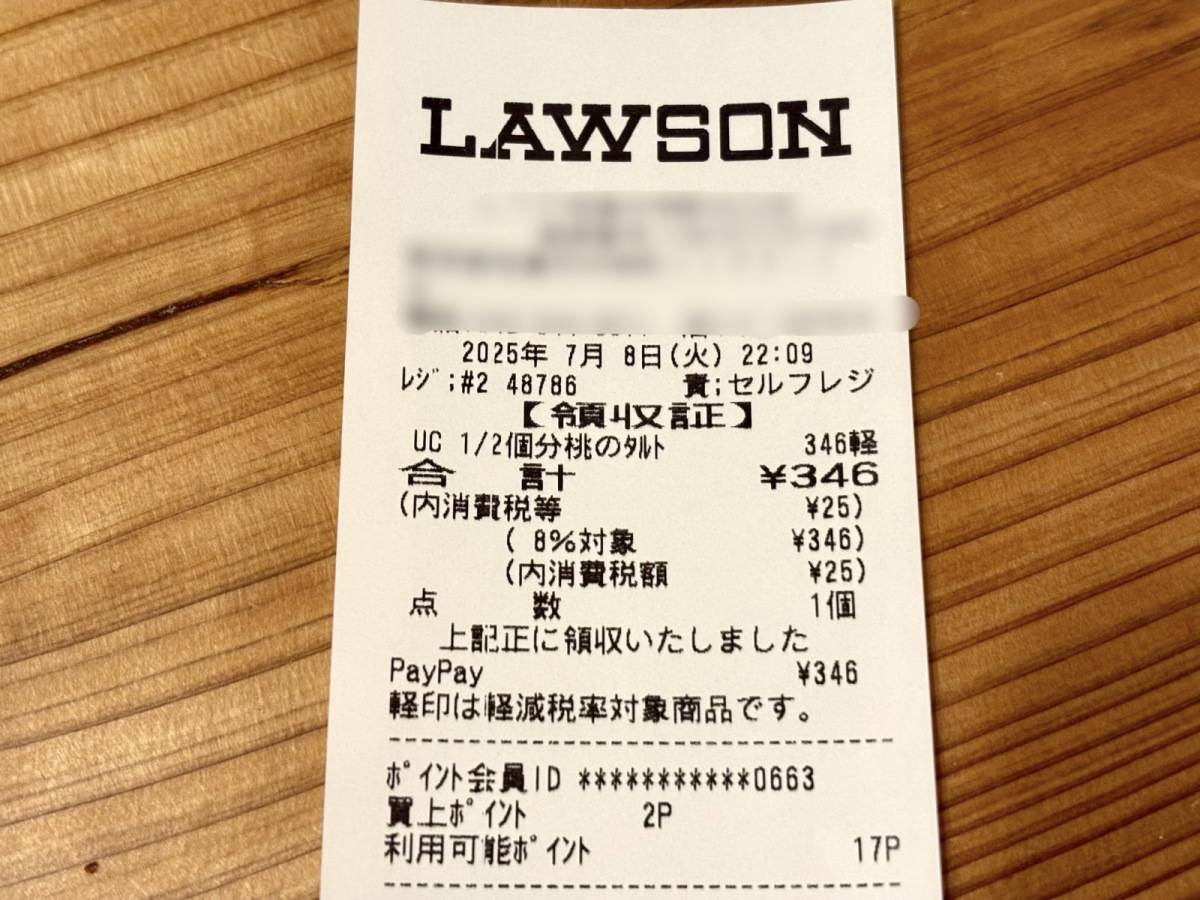 LAWSON
2025年 7月 8日(火) 22:09
ﾚｼﾞ;#2 48786 責;セルフレジ
【領収証】
UC 1/2個分桃のﾀﾙﾄ 346軽
合 計 ¥346
(内消費税等 ¥25)
( 8%対象 ¥346)
(内消費税額 ¥25)
点 数 1個
上記正に領収いたしました
PayPay ¥346
軽印は軽減税率対象商品です。
ﾎﾟｲﾝﾄ会員ID ***********0663
買上ﾎﾟｲﾝﾄ 2P
利用可能ﾎﾟｲﾝﾄ 17P